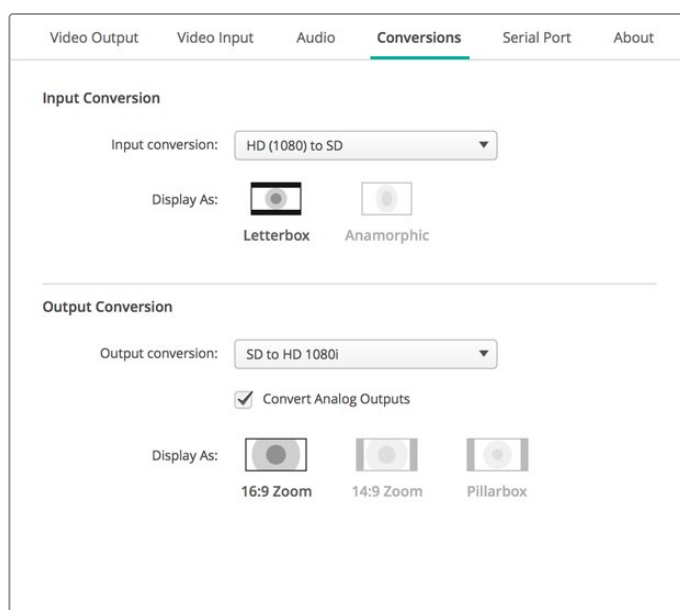 Video Output Video Input Audio Conversions Serial Port About
Input Conversion
Input conversion: HD (1080) to SD
Display As:
Letterbox Anamorphic
Output Conversion
Output conversion: SD to HD 1080i
Convert Analog Outputs
Display As:
16:9 Zoom 14:9 Zoom Pillarbox